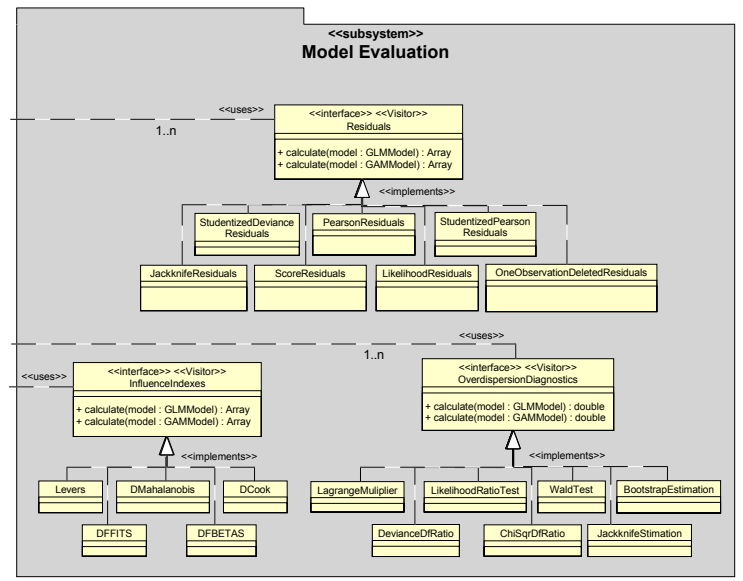 <<subsystem>>
Model Evaluation
<<uses>>
1..n
<<interface>> <<Visitor>>
Residuals
+ calculate(model : GLMModel) : Array
+ calculate(model : GAMModel) : Array
<<implements>>
StudentizedDeviance
Residuals
PearsonResiduals
StudentizedPearson
Residuals
JackknifeResiduals
ScoreResiduals
LikelihoodResiduals
OneObservationDeletedResiduals
<<uses>>
1..n
<<uses>>
<<interface>> <<Visitor>>
InfluenceIndexes
+ calculate(model : GLMModel) : Array
+ calculate(model : GAMModel) : Array
<<interface>> <<Visitor>>
OverdispersionDiagnostics
+ calculate(model : GLMModel) : double
+ calculate(model : GAMModel) : double
<<implements>>
<<implements>>
Levers
DMahalanobis
DCook
LagrangeMuliplier
LikelihoodRatioTest
WaldTest
BootstrapEstimation
DFFITS
DFBETAS
DevianceDfRatio
ChiSqrDfRatio
JackknifeStimation